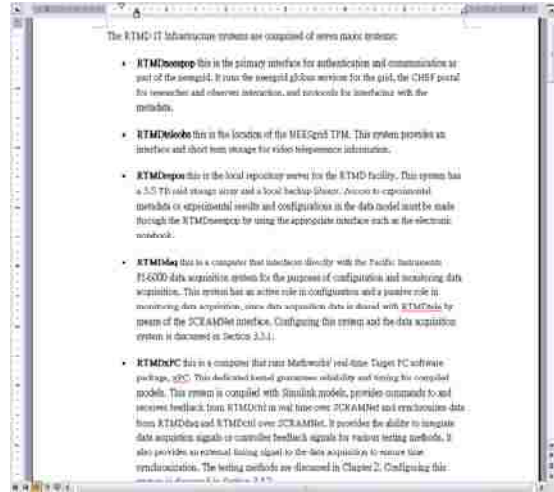 The RTMD IT Infrastructure systems are comprised of seven major systems:
• RTMDneespop this is the primary interface for authentication and communication as
part of the neesgrid. It runs the neesgrid globus services for the grid, the CHEF portal
for researcher and observer interaction, and protocols for interfacing with the
metadata.
• RTMDteleobs this is the location of the NEESgrid TPM. This system provides an
interface and short term storage for video telepresence information.
• RTMDrepos this is the local repository server for the RTMD facility. This system has
a 3.5 TB raid storage array and a local backup library. Access to experimental
metadata or experimental results and configurations in the data model must be made
through the RTMDneespop by using the appropriate interface such as the electronic
notebook.
• RTMDdaq this is a computer that interfaces directly with the Pacific Instruments
PI-6000 data acquisition system for the purposes of configuration and monitoring data
acquisition. This system has an active role in configuration and a passive role in
monitoring data acquisition, since data acquisition data is shared with RTMDtele by
means of the SCRAMNet interface. Configuring this system and the data acquisition
system is discussed in Section 3.3.1.
• RTMDxPC this is a computer that runs Mathworks' real-time Target PC software
package, xPC. This dedicated kernel guarantees reliability and timing for compiled
models. This system is compiled with Simulink models, provides commands to and
receives feedback from RTMDctrl in real time over SCRAMNet and synchronizes data
from RTMDdaq and RTMDctrl over SCRAMNet. It provides the ability to integrate
data acquisition signals or controller feedback signals for various testing methods. It
also provides an external timing signal to the data acquisition to ensure time
synchronization. The testing methods are discussed in Chapter 2. Configuring this